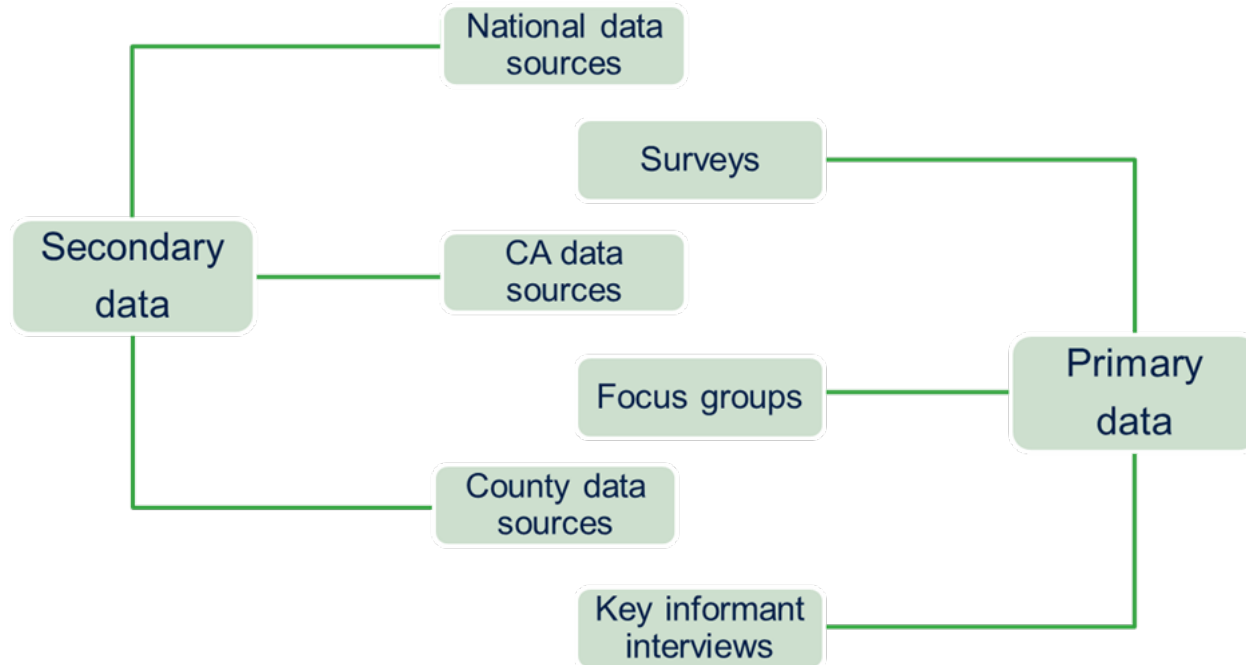 National data
sources
Surveys
Secondary
data
CA data
sources
Primary
data
Focus groups
County data
sources
Key informant
interviews